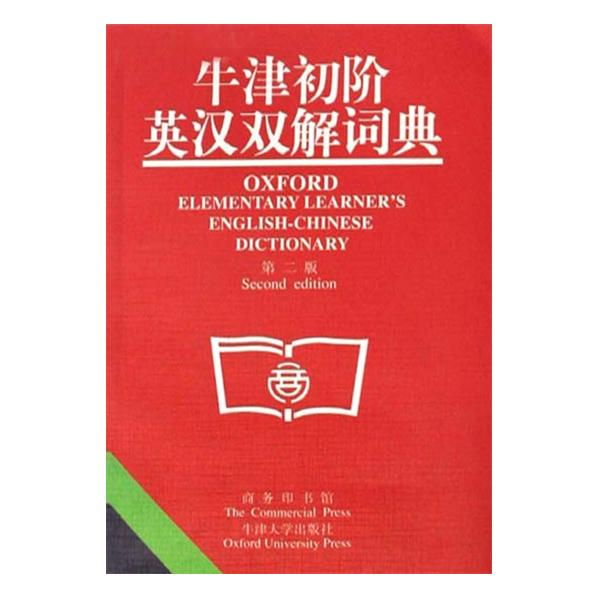 牛津初阶
英汉双解词典
OXFORD
ELEMENTARY LEARNER'S
ENGLISH-CHINESE
DICTIONARY
第二版
Second edition
商务印书馆
The Commercial Press
牛津大学出版社
Oxford University Press